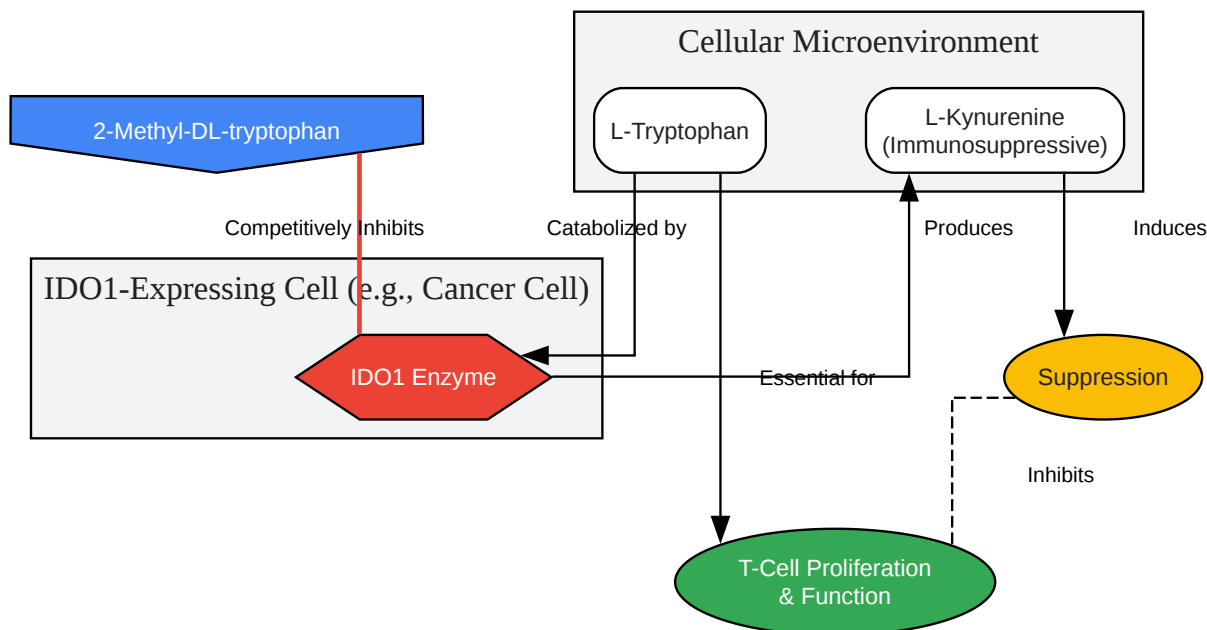 Cellular Microenvironment
2-Methyl-DL-tryptophan
L-Tryptophan
L-Kynurenine
(Immunosuppressive)
Competitively Inhibits
Catabolized by
Produces
Induces
IDO1-Expressing Cell (e.g., Cancer Cell)
IDO1 Enzyme
Essential for
Suppression
Inhibits
T-Cell Proliferation
& Function